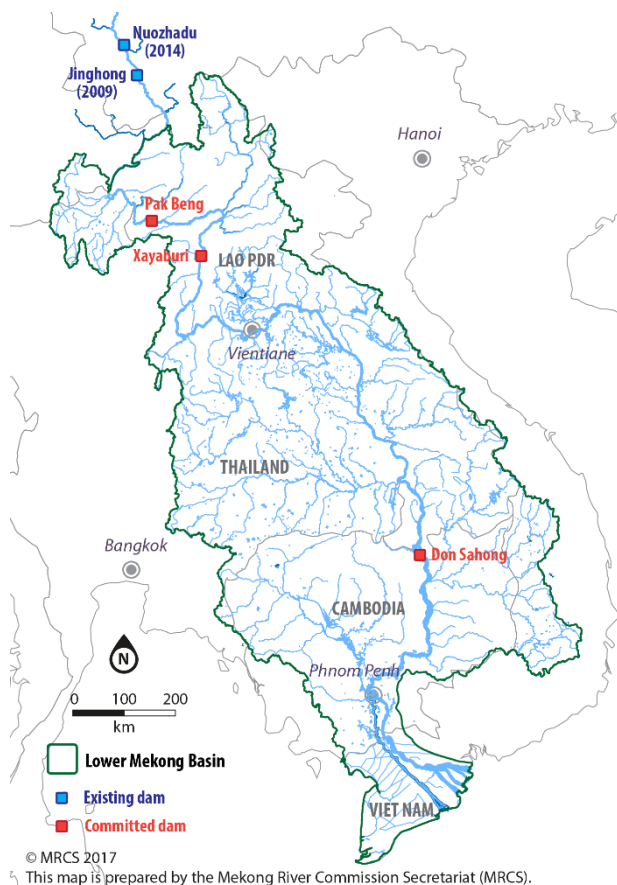 Nuozhadu
(2014)
Jinghong
(2009)
Hanoi
Pak Beng
Xayaburi
LAO PDR
Vientiane
THAILAND
Bangkok
Don Sahong
CAMBODIA
N
Phnom Penh
0 100 200
km
Lower Mekong Basin
Existing dam
VIET NAM
Committed dam
© MRCS 2017
This map is prepared by the Mekong River Commission Secretariat (MRCS).